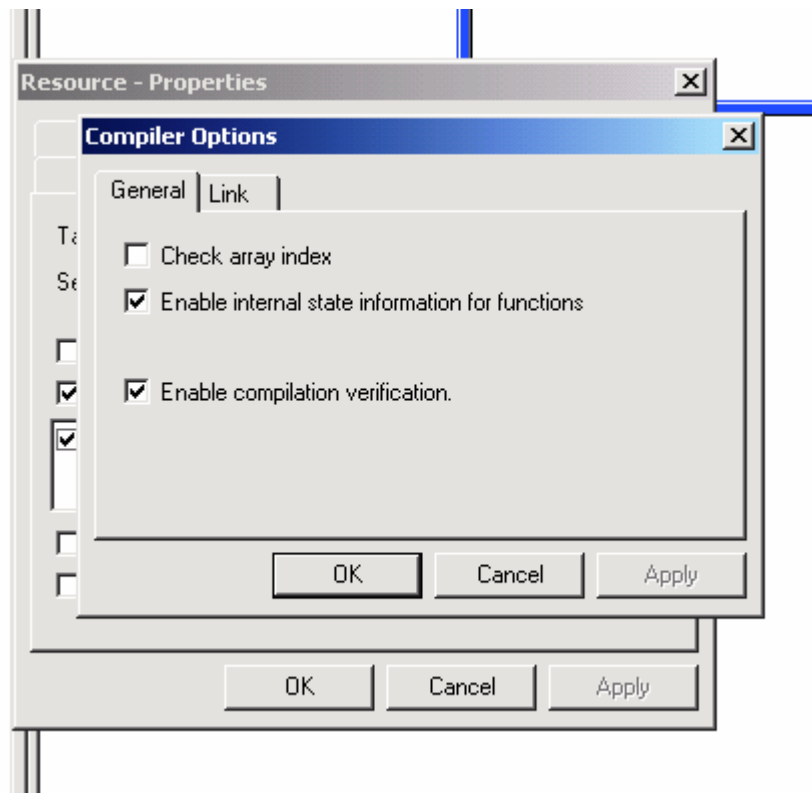 Resource - Properties
Compiler Options
General Link
Check array index
Enable internal state information for functions
Enable compilation verification.
OK Cancel Apply
OK Cancel Apply